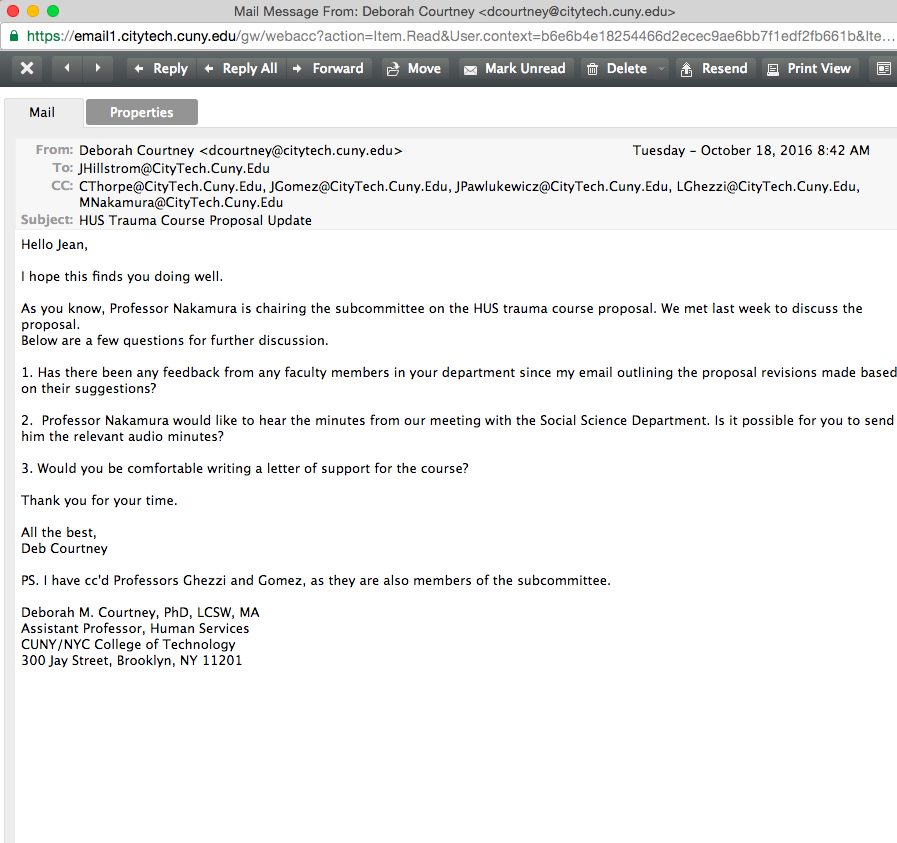 Mail Message From: Deborah Courtney <dcourtney@citytech.cuny.edu>
https://email1.citytech.cuny.edu/gw/webacc?action=Item.Read&User.context=b6e6b4e18254466d2ecec9ae6bb7f1edf2fb661b&Ite...
Reply Reply All Forward Move Mark Unread Delete Resend Print View
Mail Properties
From: Deborah Courtney <dcourtney@citytech.cuny.edu> Tuesday - October 18, 2016 8:42 AM
To: JHillstrom@CityTech.Cuny.Edu
CC: CThorpe@CityTech.Cuny.Edu, JGomez@CityTech.Cuny.Edu, JPawlukewicz@CityTech.Cuny.Edu, LGhezzi@CityTech.Cuny.Edu,
MNakamura@CityTech.Cuny.Edu
Subject: HUS Trauma Course Proposal Update
Hello Jean,
I hope this finds you doing well.
As you know, Professor Nakamura is chairing the subcommittee on the HUS trauma course proposal. We met last week to discuss the
proposal.
Below are a few questions for further discussion.
1. Has there been any feedback from any faculty members in your department since my email outlining the proposal revisions made based
on their suggestions?
2. Professor Nakamura would like to hear the minutes from our meeting with the Social Science Department. Is it possible for you to send
him the relevant audio minutes?
3. Would you be comfortable writing a letter of support for the course?
Thank you for your time.
All the best,
Deb Courtney
PS. I have cc'd Professors Ghezzi and Gomez, as they are also members of the subcommittee.
Deborah M. Courtney, PhD, LCSW, MA
Assistant Professor, Human Services
CUNY/NYC College of Technology
300 Jay Street, Brooklyn, NY 11201